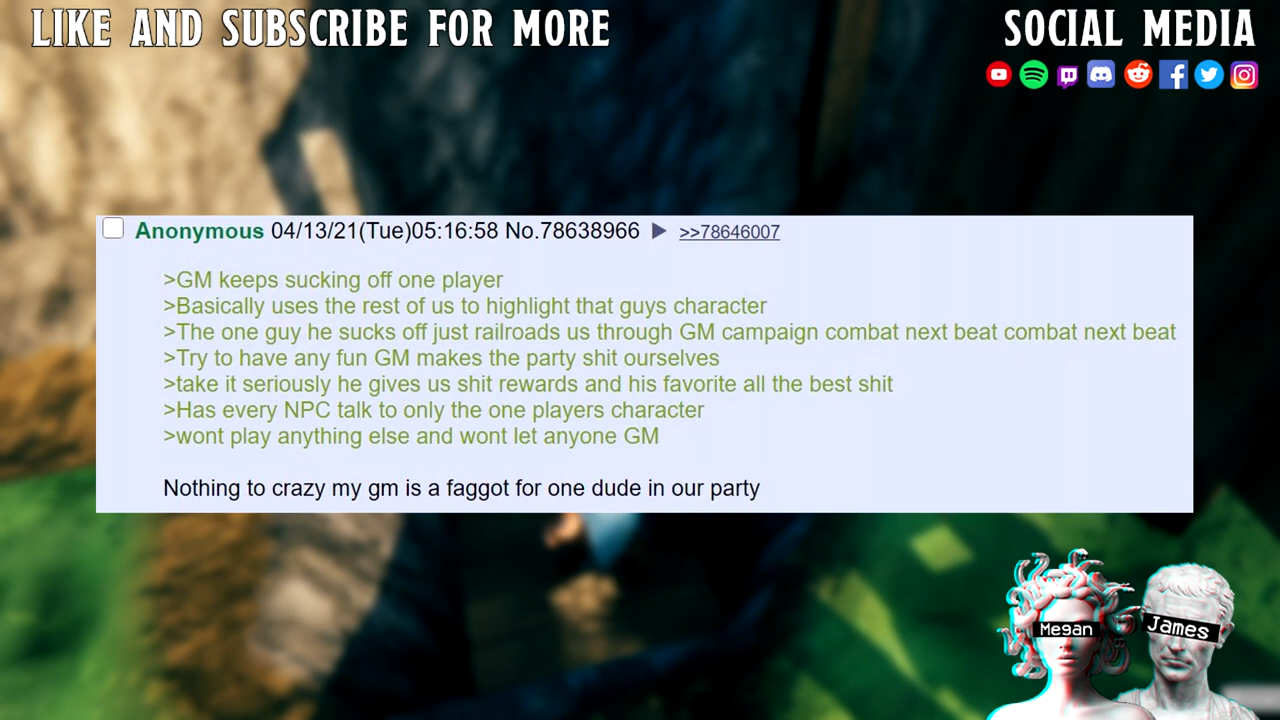 LIKE AND SUBSCRIBE FOR MORE
SOCIAL MEDIA
Anonymous 04/13/21(Tue)05:16:58 No.78638966 ▶ >>78646007
>GM keeps sucking off one player
>Basically uses the rest of us to highlight that guys character
>The one guy he sucks off just railroads us through GM campaign combat next beat combat next beat
>Try to have any fun GM makes the party shit ourselves
>take it seriously he gives us shit rewards and his favorite all the best shit
>Has every NPC talk to only the one players character
>wont play anything else and wont let anyone GM
Nothing to crazy my gm is a faggot for one dude in our party
Megan
James